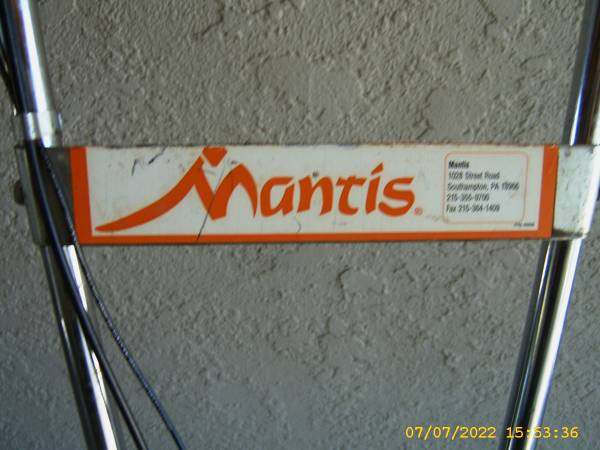 Mantis®
Mantis
1028 Street Road
Southampton, PA 18966
215-355-9700
Fax 215-364-1409
07/07/2022 15:53:36